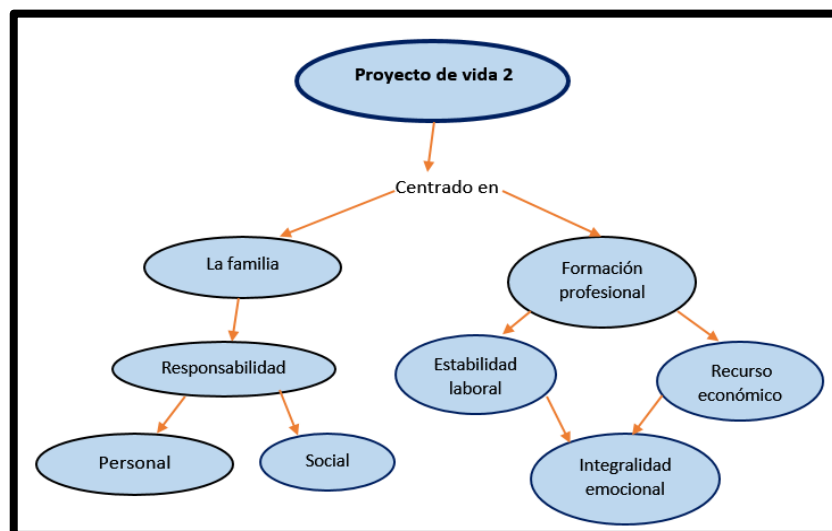 Proyecto de vida 2
Centrado en
La familia
Formación
profesional
Responsabilidad
Estabilidad
laboral
Recurso
económico
Personal
Social
Integralidad
emocional